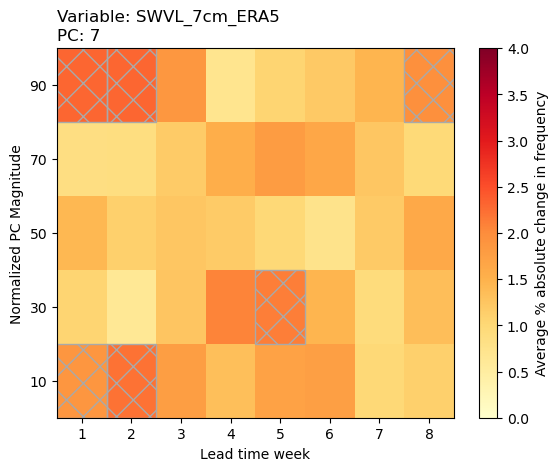 Variable: SWVL_7cm_ERA5
PC: 7
Normalized PC Magnitude
90
70
50
30
10
1 2 3 4 5 6 7 8
Lead time week
4.0
3.5
3.0
2.5
2.0
1.5
1.0
0.5
0.0
Average % absolute change in frequency